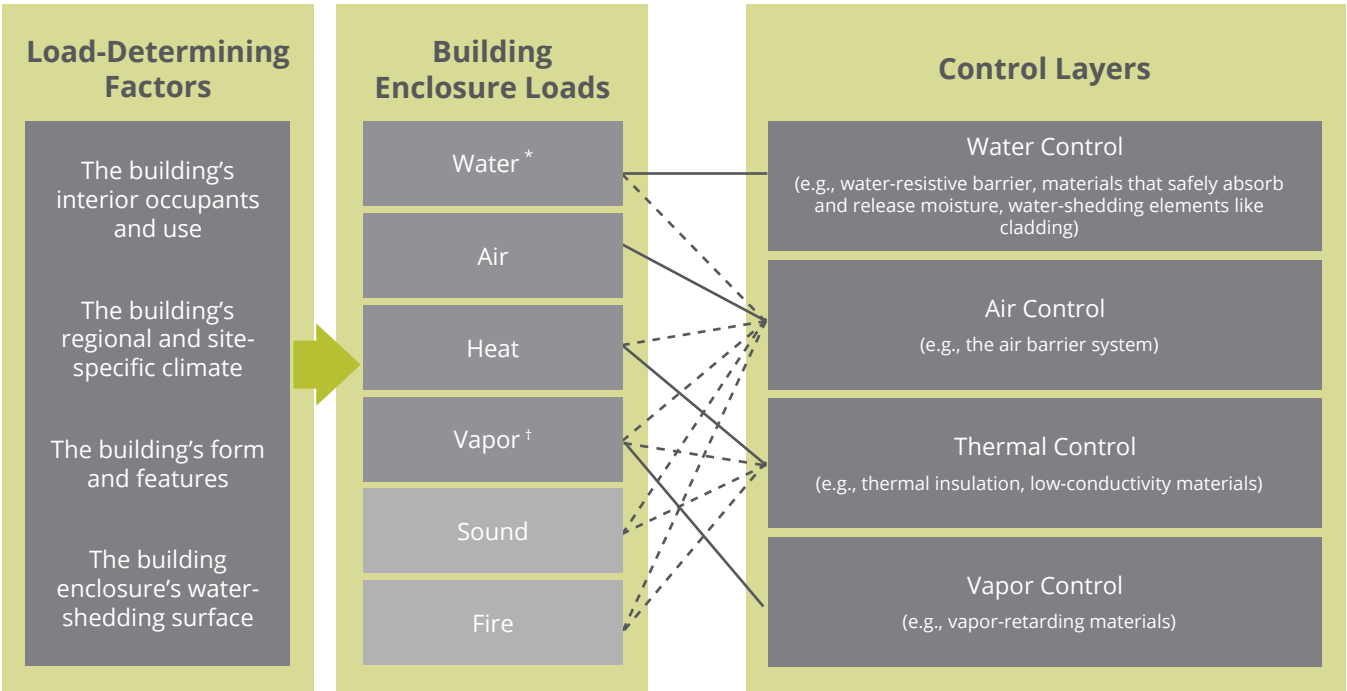 Load-Determining
Factors
The building's
interior occupants
and use
The building's
regional and site-
specific climate
The building's form
and features
The building
enclosure's water-
shedding surface
Building
Enclosure Loads
Water *
Air
Heat
Vapor †
Sound
Fire
Control Layers
Water Control
(e.g., water-resistive barrier, materials that safely absorb
and release moisture, water-shedding elements like
cladding)
Air Control
(e.g., the air barrier system)
Thermal Control
(e.g., thermal insulation, low-conductivity materials)
Vapor Control
(e.g., vapor-retarding materials)